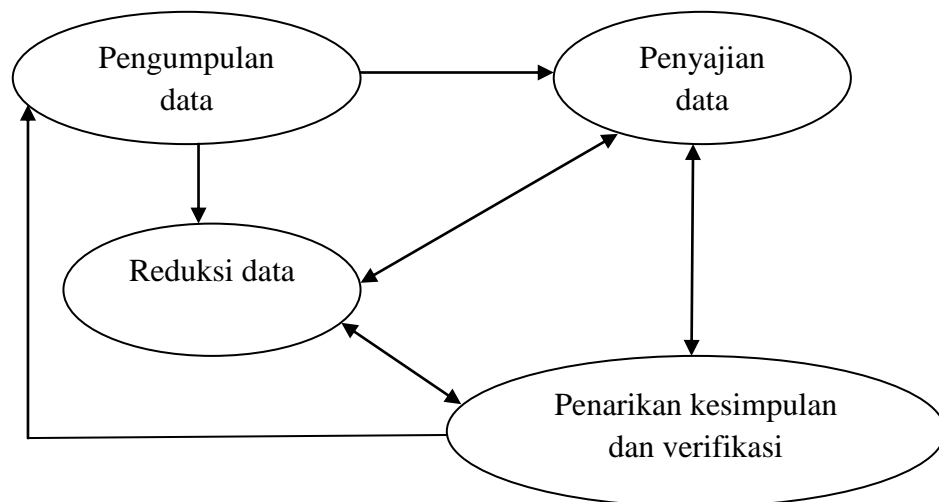 Pengumpulan
data
Penyajian
data
Reduksi data
Penarikan kesimpulan
dan verifikasi